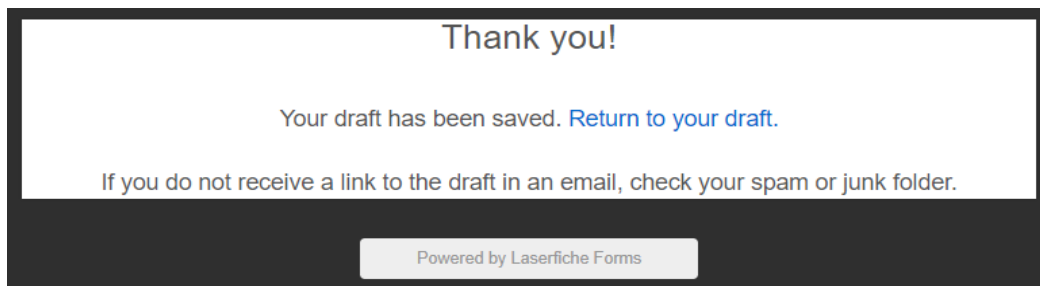 Thank you!
Your draft has been saved. Return to your draft.
If you do not receive a link to the draft in an email, check your spam or junk folder.
Powered by Laserfiche Forms